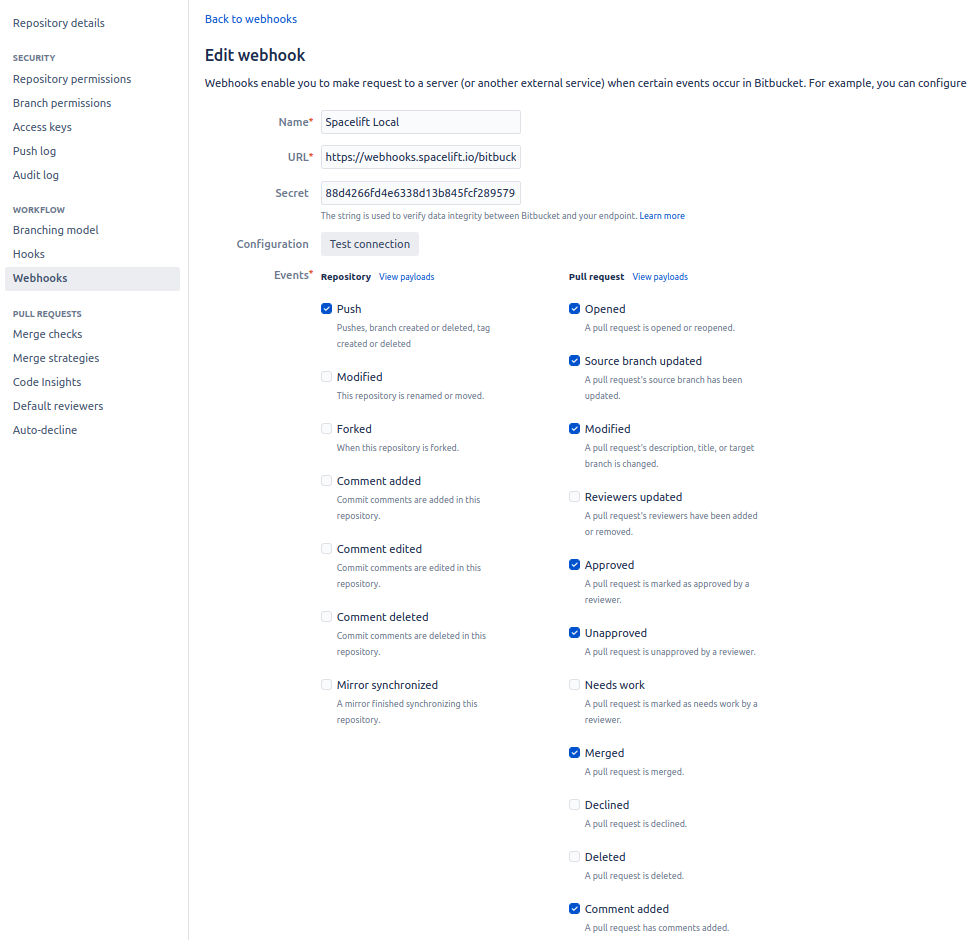 Repository details
SECURITY
Repository permissions
Branch permissions
Access keys
Push log
Audit log
WORKFLOW
Branching model
Hooks
Webhooks
PULL REQUESTS
Merge checks
Merge strategies
Code Insights
Default reviewers
Auto-decline
Back to webhooks
Edit webhook
Webhooks enable you to make request to a server (or another external service) when certain events occur in Bitbucket. For example, you can configure
Name* Spacelift Local
URL* https://webhooks.spacelift.io/bitbuck
Secret 88d4266fd4e6338d13b845fcf289579
The string is used to verify data integrity between Bitbucket and your endpoint. Learn more
Configuration Test connection
Events* Repository View payloads
Push
Pushes, branch created or deleted, tag
created or deleted
Modified
This repository is renamed or moved.
Forked
When this repository is forked.
Comment added
Commit comments are added in this
repository.
Comment edited
Commit comments are edited in this
repository.
Comment deleted
Commit comments are deleted in this
repository.
Mirror synchronized
A mirror finished synchronizing this
repository.
Pull request View payloads
Opened
A pull request is opened or reopened.
Source branch updated
A pull request's source branch has been
updated.
Modified
A pull request's description, title, or target
branch is changed.
Reviewers updated
A pull request's reviewers have been added
or removed.
Approved
A pull request is marked as approved by a
reviewer.
Unapproved
A pull request is unapproved by a reviewer.
Needs work
A pull request is marked as needs work by a
reviewer.
Merged
A pull request is merged.
Declined
A pull request is declined.
Deleted
A pull request is deleted.
Comment added
A pull request has comments added.